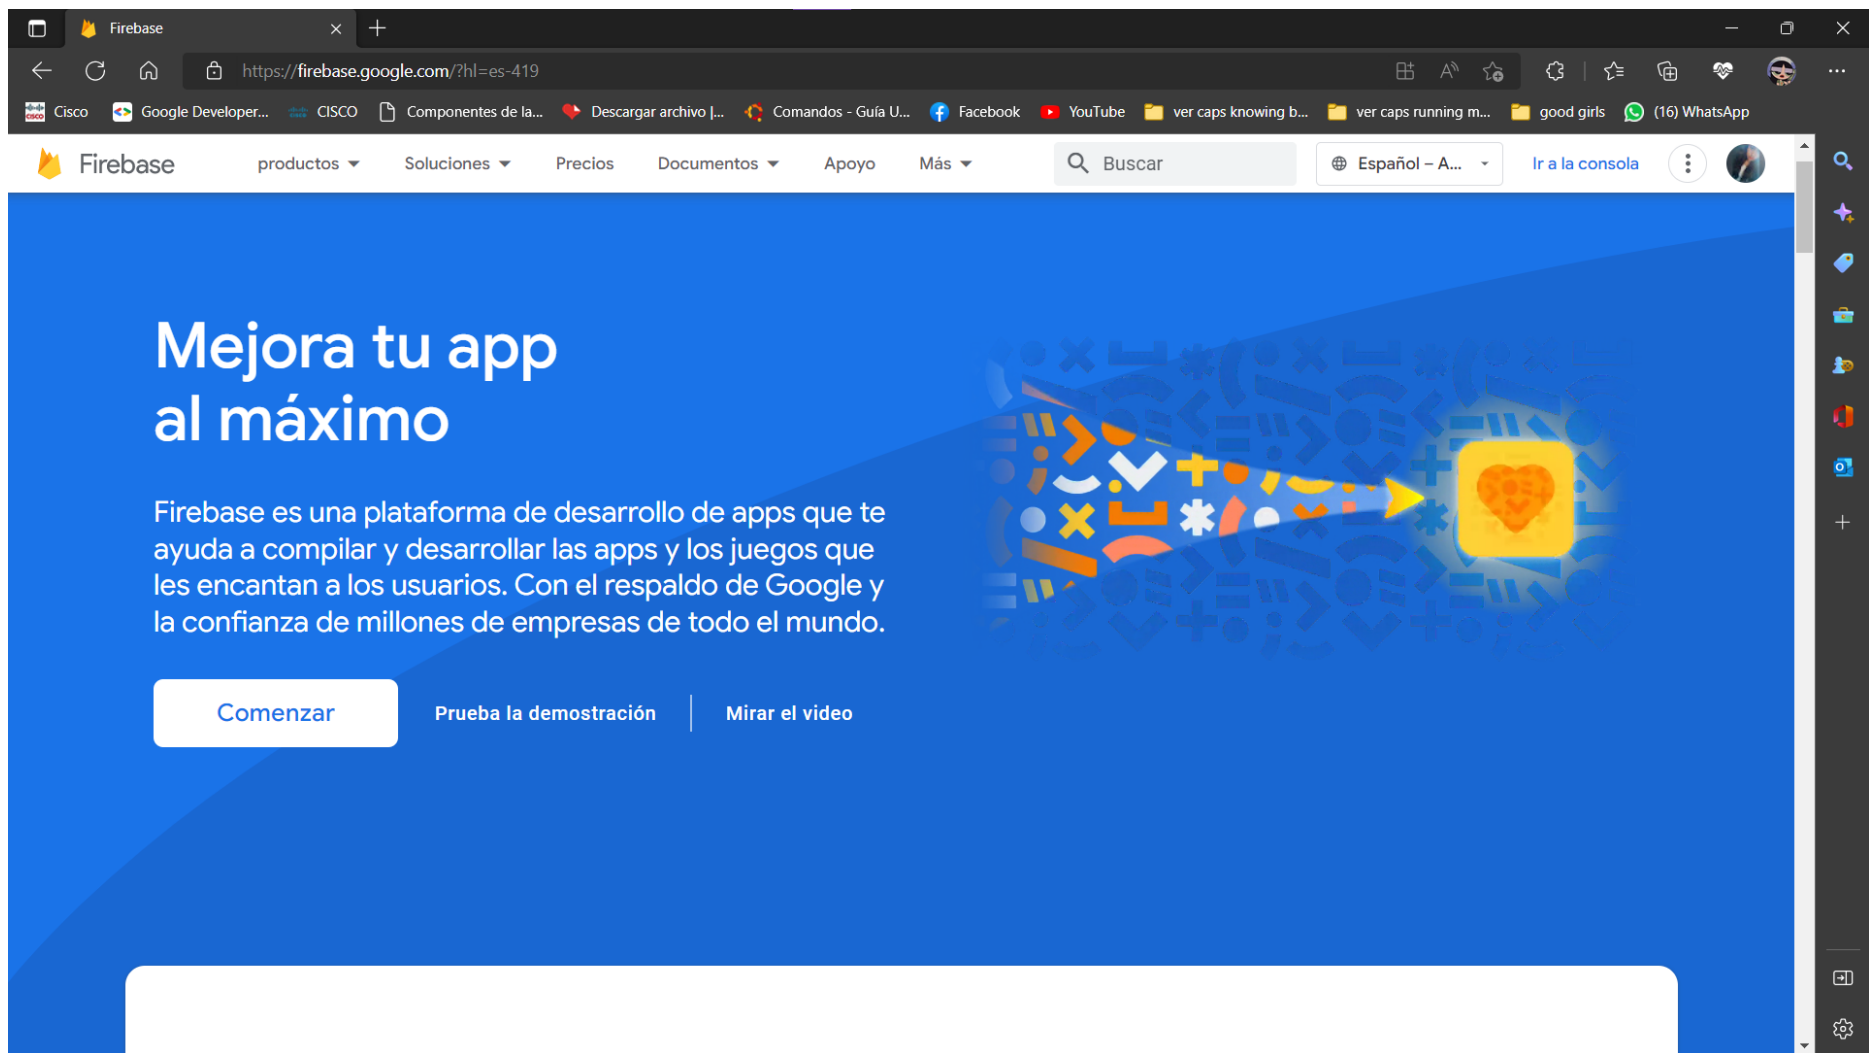 Firebase
https://firebase.google.com/?hl=es-419
Cisco
Google Developer...
CISCO
Componentes de la...
Descargar archivo |...
Comandos - Guía U...
Facebook
YouTube
ver caps knowing b...
ver caps running m...
good girls
(16) WhatsApp
Firebase
productos
Soluciones
Precios
Documentos
Apoyo
Más
Buscar
Español – A...
Ir a la consola
Mejora tu app
al máximo
Firebase es una plataforma de desarrollo de apps que te
ayuda a compilar y desarrollar las apps y los juegos que
les encantan a los usuarios. Con el respaldo de Google y
la confianza de millones de empresas de todo el mundo.
Comenzar
Prueba la demostración
Mirar el video